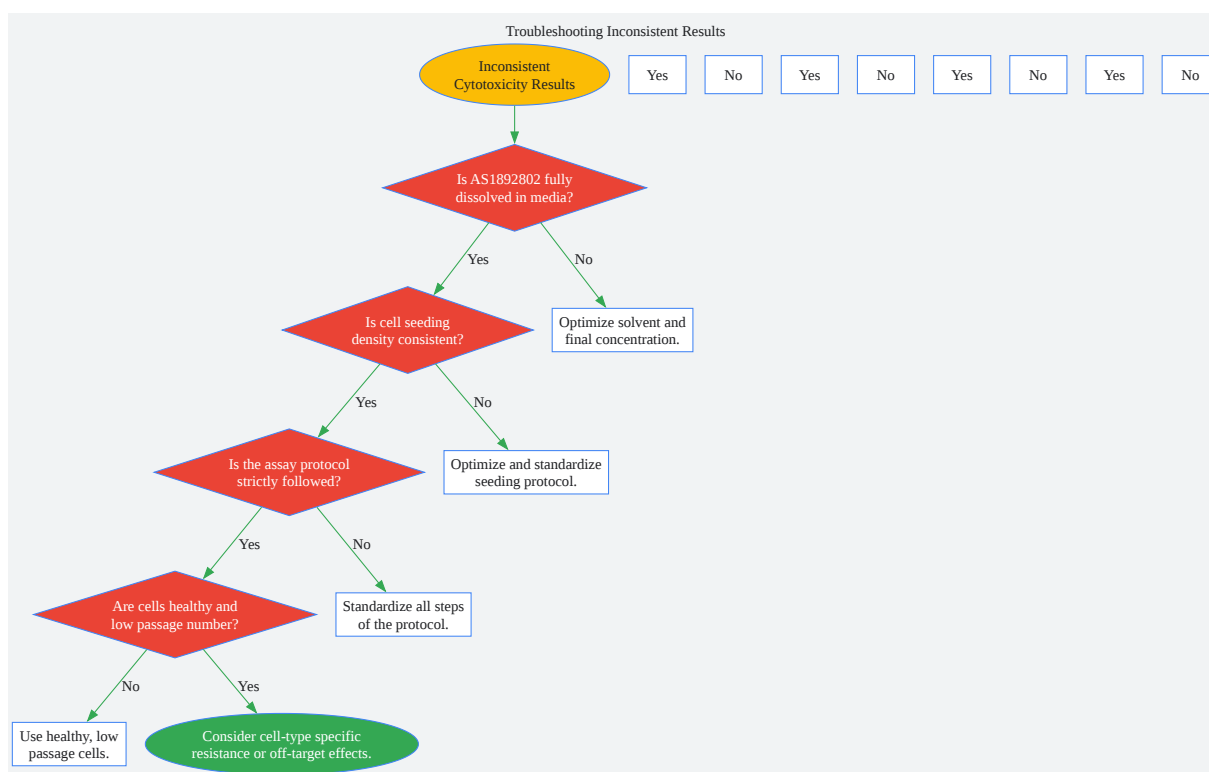 Troubleshooting Inconsistent Results
Inconsistent
Cytotoxicity Results
Yes
No
Yes
No
Yes
No
Yes
No
Is AS1892802 fully
dissolved in media?
Yes
No
Is cell seeding
density consistent?
Optimize solvent and
final concentration.
Yes
No
Is the assay protocol
strictly followed?
Optimize and standardize
seeding protocol.
Yes
No
Are cells healthy and
low passage number?
Standardize all steps
of the protocol.
No
Yes
Use healthy, low
passage cells.
Consider cell-type specific
resistance or off-target effects.